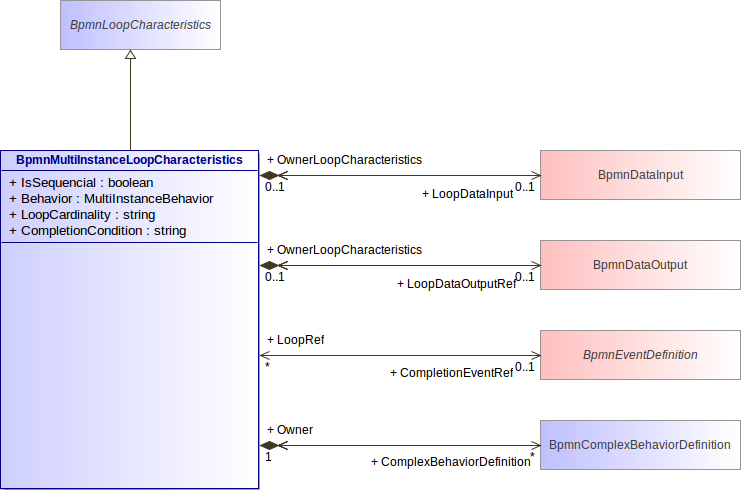 BpmnLoopCharacteristics
BpmnMultiInstanceLoopCharacteristics
+ IsSequencial : boolean
+ Behavior : MultiInstanceBehavior
+ LoopCardinality : string
+ CompletionCondition : string
+ OwnerLoopCharacteristics
0..1
+ LoopDataInput
0..1
BpmnDataInput
+ OwnerLoopCharacteristics
0..1
+ LoopDataOutputRef
0..1
BpmnDataOutput
+ LoopRef
*
+ CompletionEventRef
0..1
BpmnEventDefinition
+ Owner
1
+ ComplexBehaviorDefinition
*
BpmnComplexBehaviorDefinition